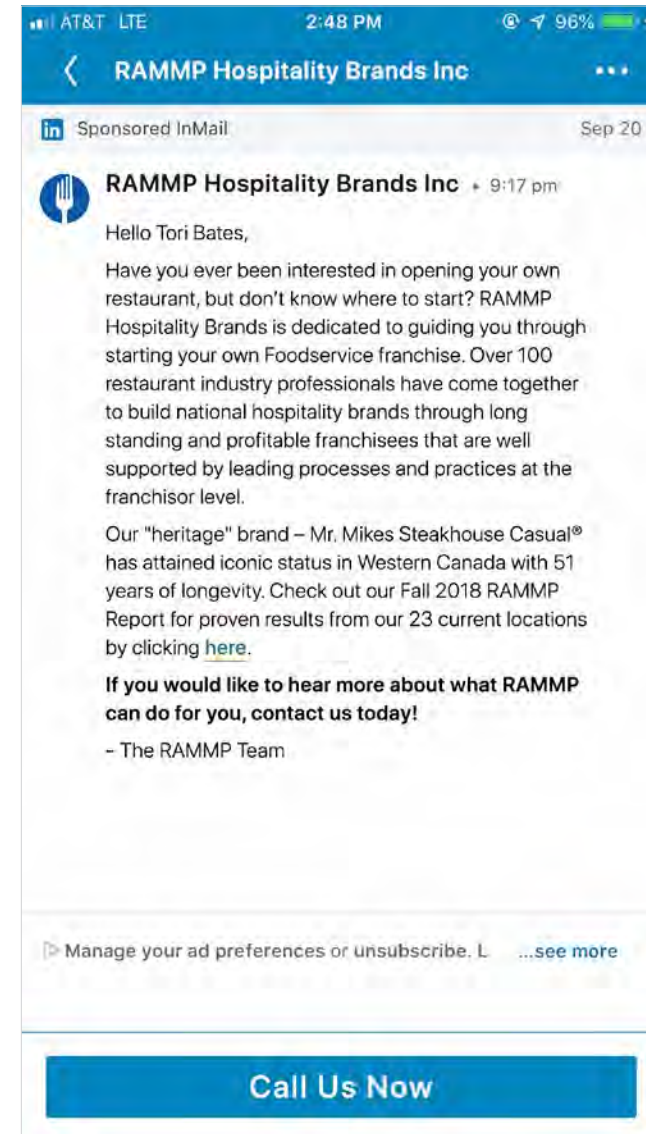 AT&T LTE 2:48 PM 96%
RAMMP Hospitality Brands Inc
in Sponsored InMail Sep 20
RAMMP Hospitality Brands Inc • 9:17 pm
Hello Tori Bates,
Have you ever been interested in opening your own
restaurant, but don't know where to start? RAMMP
Hospitality Brands is dedicated to guiding you through
starting your own Foodservice franchise. Over 100
restaurant industry professionals have come together
to build national hospitality brands through long
standing and profitable franchisees that are well
supported by leading processes and practices at the
franchisor level.
Our "heritage" brand – Mr. Mikes Steakhouse Casual®
has attained iconic status in Western Canada with 51
years of longevity. Check out our Fall 2018 RAMMP
Report for proven results from our 23 current locations
by clicking here.
If you would like to hear more about what RAMMP
can do for you, contact us today!
– The RAMMP Team
Manage your ad preferences or unsubscribe. L ...see more
Call Us Now